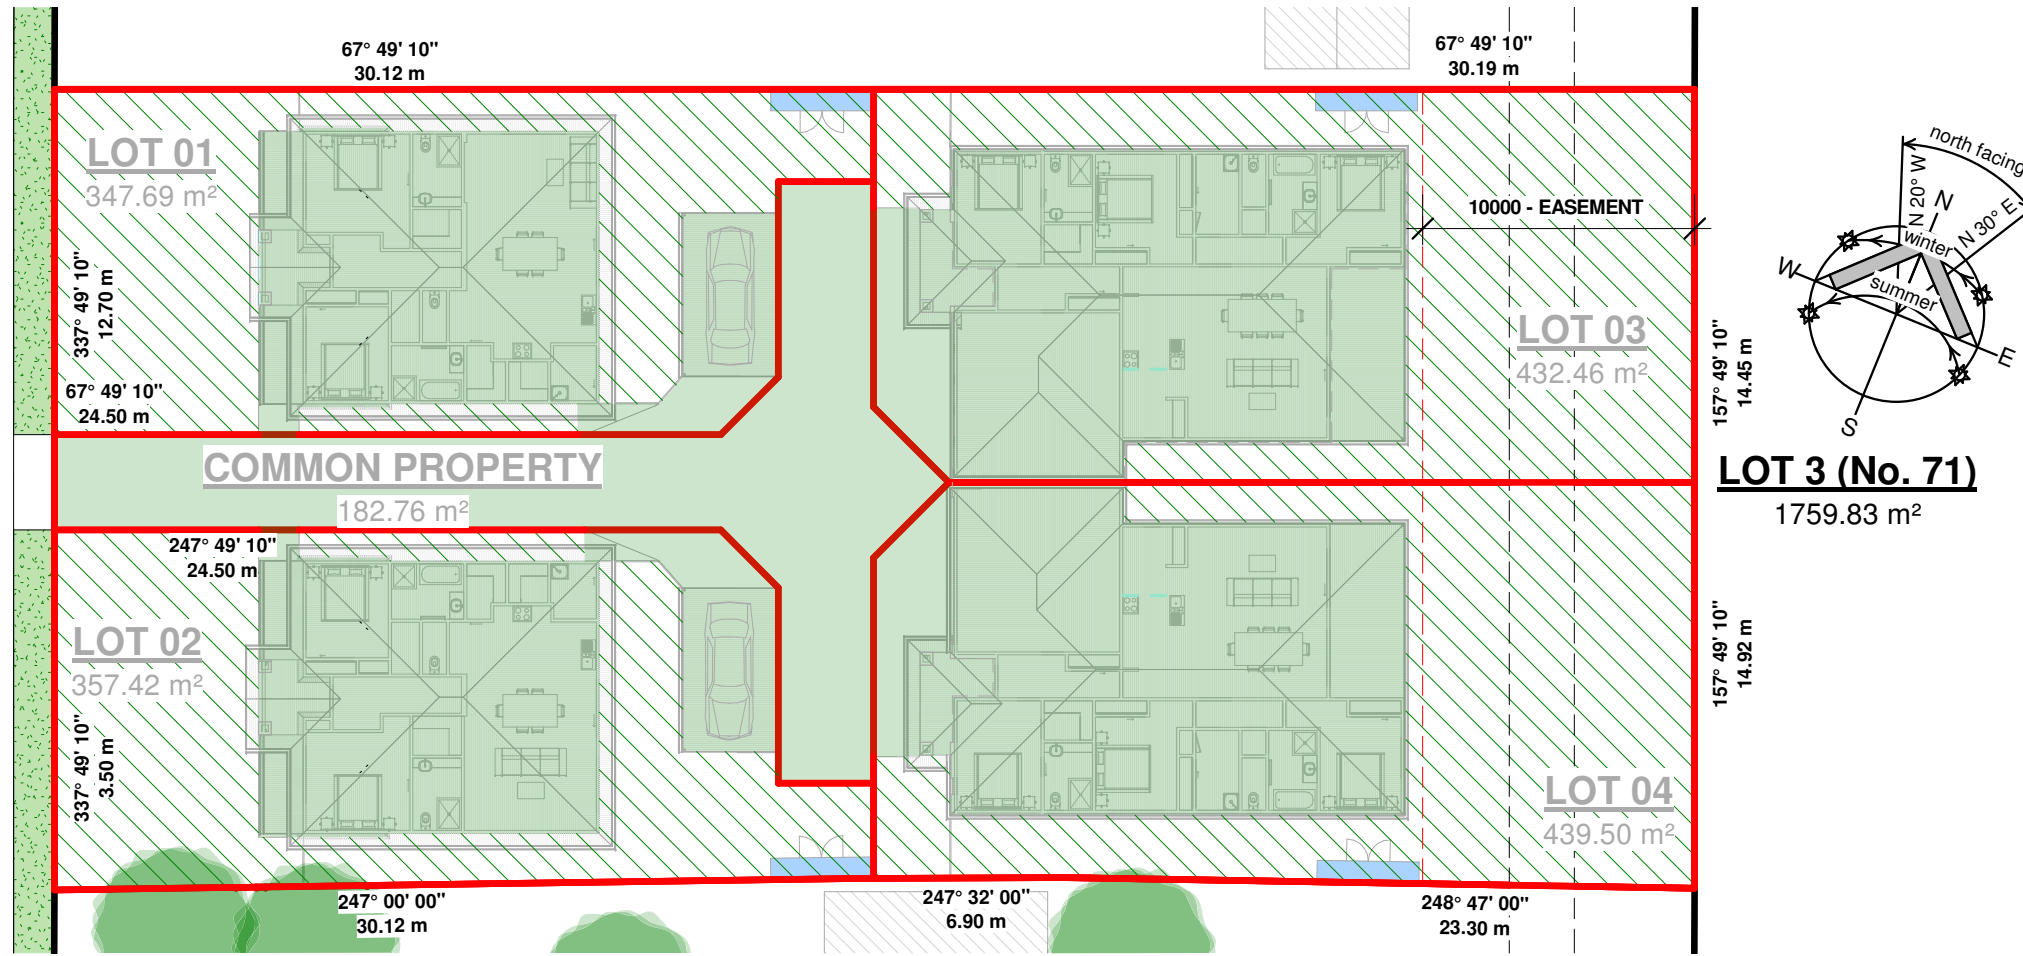 67° 49' 10"
30.12 m
67° 49' 10"
30.19 m
LOT 01
347.69 m²
337° 49' 10"
12.70 m
67° 49' 10"
24.50 m
10000 - EASEMENT
LOT 03
432.46 m²
157° 49' 10"
14.45 m
north facing
N 20° W
N
N 30° E
winter
summer
W
E
S
COMMON PROPERTY
182.76 m²
LOT 3 (No. 71)
1759.83 m²
247° 49' 10"
24.50 m
LOT 02
357.42 m²
337° 49' 10"
3.50 m
157° 49' 10"
14.92 m
LOT 04
439.50 m²
247° 00' 00"
30.12 m
247° 32' 00"
6.90 m
248° 47' 00"
23.30 m